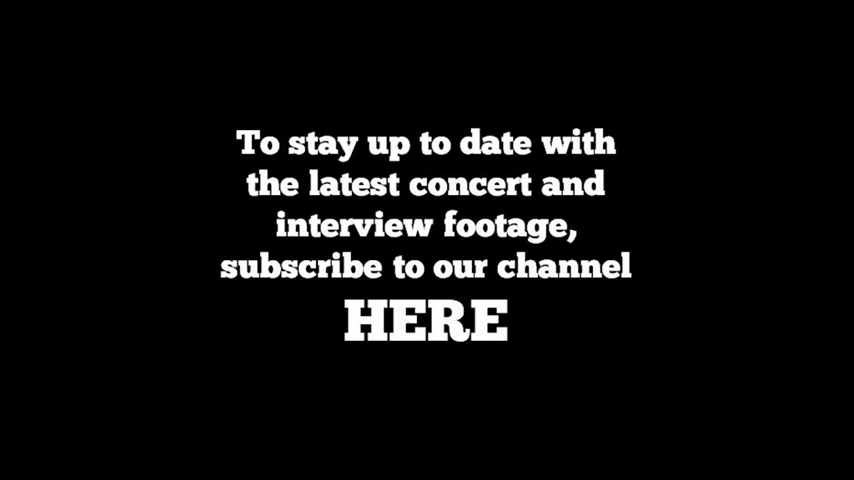 To stay up to date with
the latest concert and
interview footage,
subscribe to our channel
HERE